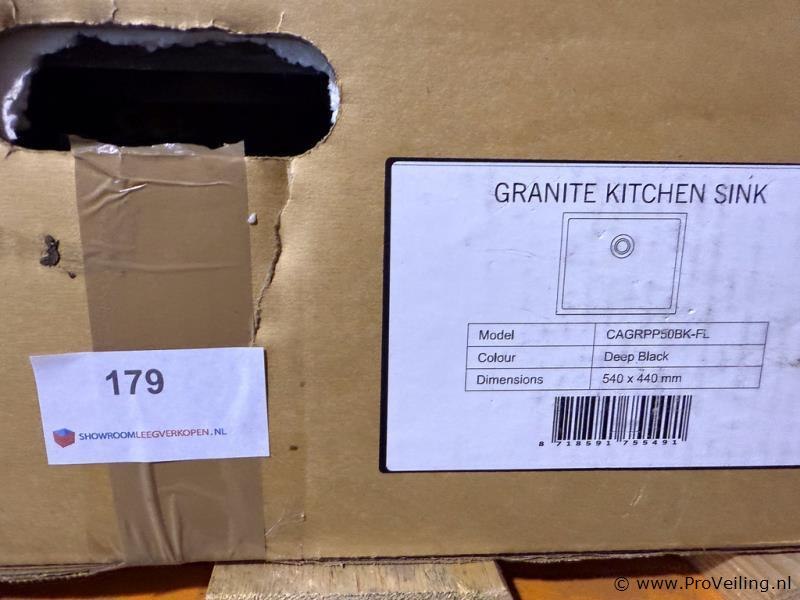 GRANITE KITCHEN SINK
Model CAGRPP50BK-FL
Colour Deep Black
Dimensions 540 x 440 mm
8 718591 755491
179
SHOWROOMLEEGVERKOPEN.NL
© www.ProVeiling.nl